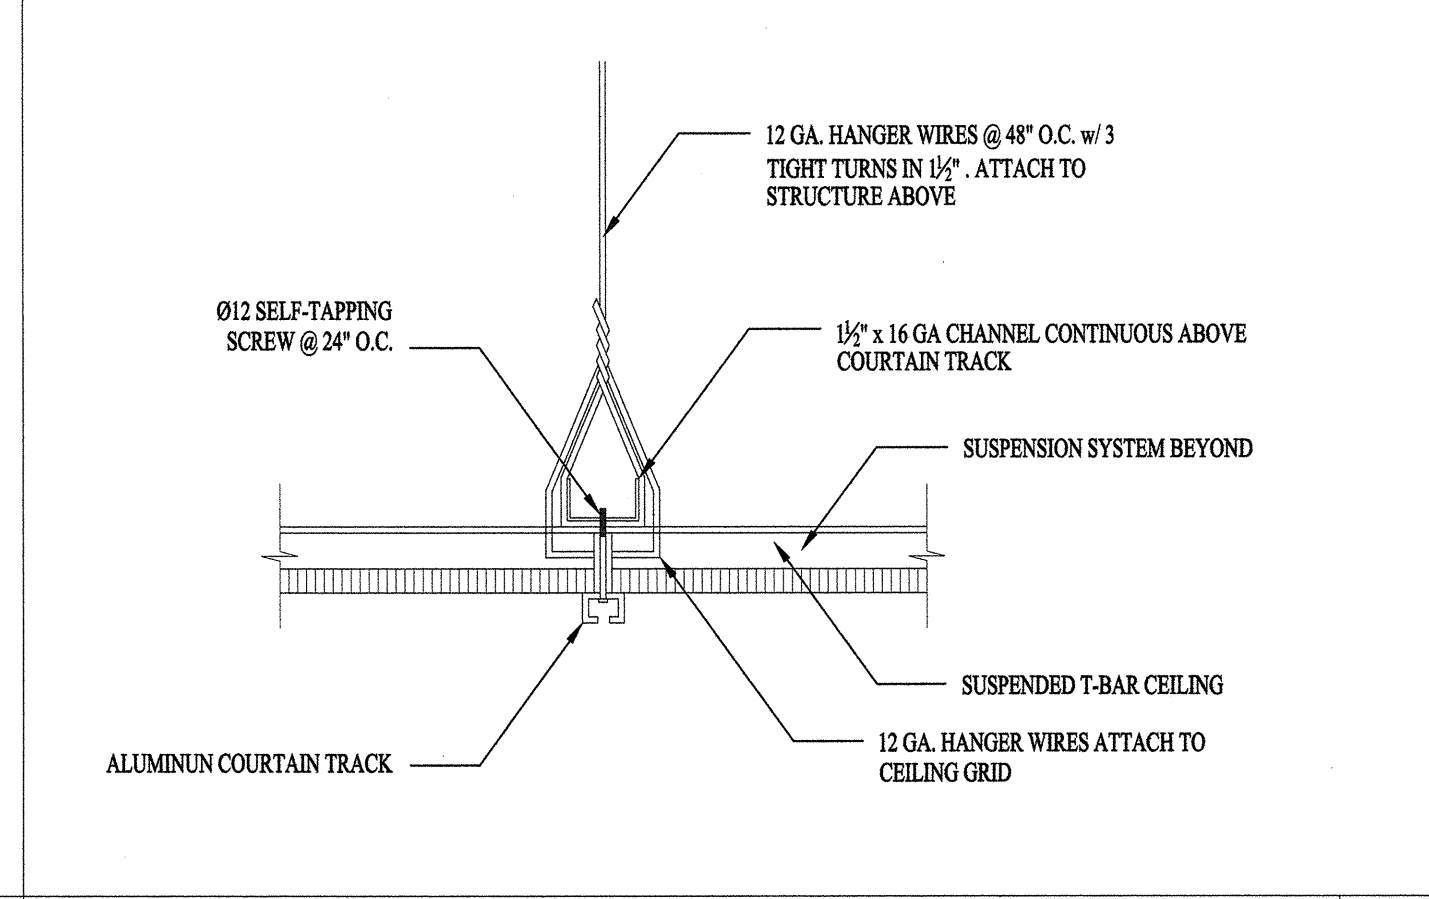 12 GA. HANGER WIRES @ 48" O.C. w/ 3
TIGHT TURNS IN 1½" . ATTACH TO
STRUCTURE ABOVE
Ø12 SELF-TAPPING
SCREW @ 24" O.C.
1½" x 16 GA CHANNEL CONTINUOUS ABOVE
COURTAIN TRACK
SUSPENSION SYSTEM BEYOND
SUSPENDED T-BAR CEILING
12 GA. HANGER WIRES ATTACH TO
CEILING GRID
ALUMINUN COURTAIN TRACK